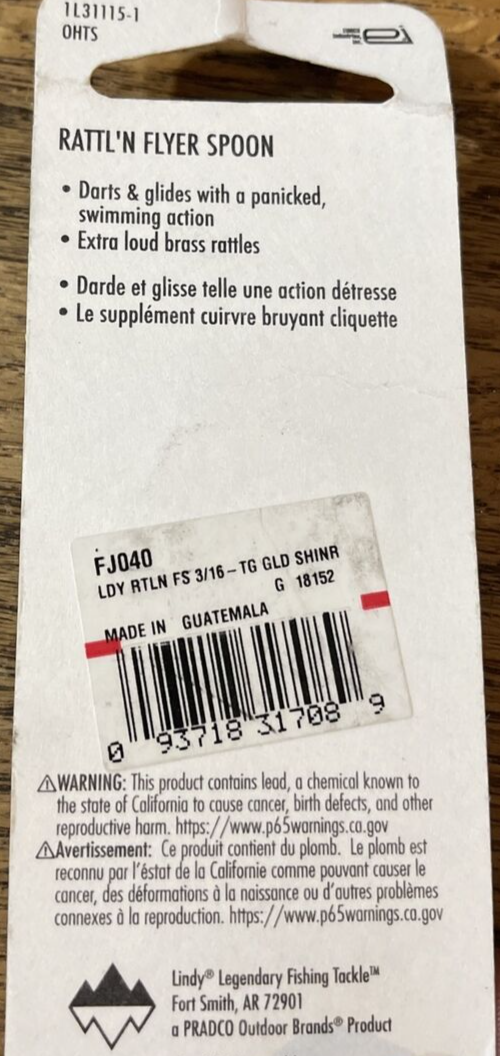 1L31115-1
OHTS
RATTL'N FLYER SPOON
• Darts & glides with a panicked,
swimming action
• Extra loud brass rattles
• Darde et glisse telle une action détresse
• Le supplément cuirvre bruyant cliquette
FJ040
LDY RTLN FS 3/16-TG GLD SHINR
G 18152
MADE IN GUATEMALA
0 93718 31708 9
⚠WARNING: This product contains lead, a chemical known to
the state of California to cause cancer, birth defects, and other
reproductive harm. https://www.p65warnings.ca.gov
⚠Avertissement: Ce produit contient du plomb. Le plomb est
reconnu par l'éstat de la Californie comme pouvant causer le
cancer, des déformations à la naissance ou d'autres problèmes
connexes à la reproduction. https://www.p65warnings.ca.gov
Lindy® Legendary Fishing Tackle™
Fort Smith, AR 72901
a PRADCO Outdoor Brands® Product